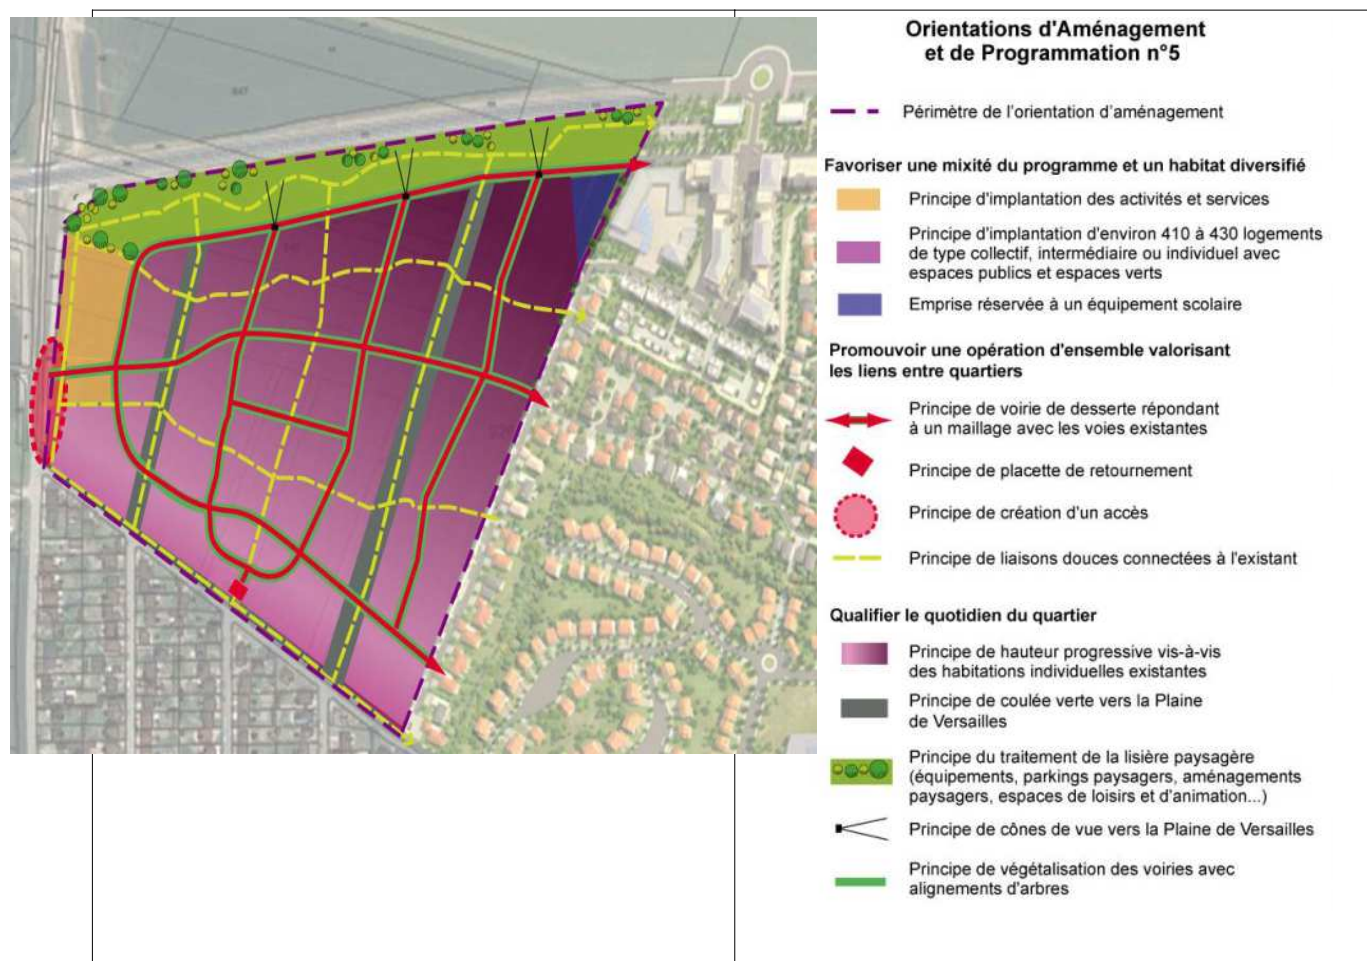 Orientations d'Aménagement
et de Programmation n°5
Périmètre de l'orientation d'aménagement
Favoriser une mixité du programme et un habitat diversifié
Principe d'implantation des activités et services
Principe d'implantation d'environ 410 à 430 logements
de type collectif, intermédiaire ou individuel avec
espaces publics et espaces verts
Emprise réservée à un équipement scolaire
Promouvoir une opération d'ensemble valorisant
les liens entre quartiers
Principe de voirie de desserte répondant
à un maillage avec les voies existantes
Principe de placette de retournement
Principe de création d'un accès
Principe de liaisons douces connectées à l'existant
Qualifier le quotidien du quartier
Principe de hauteur progressive vis-à-vis
des habitations individuelles existantes
Principe de coulée verte vers la Plaine
de Versailles
Principe du traitement de la lisière paysagère
(équipements, parkings paysagers, aménagements
paysagers, espaces de loisirs et d'animation...)
Principe de cônes de vue vers la Plaine de Versailles
Principe de végétalisation des voiries avec
alignements d'arbres